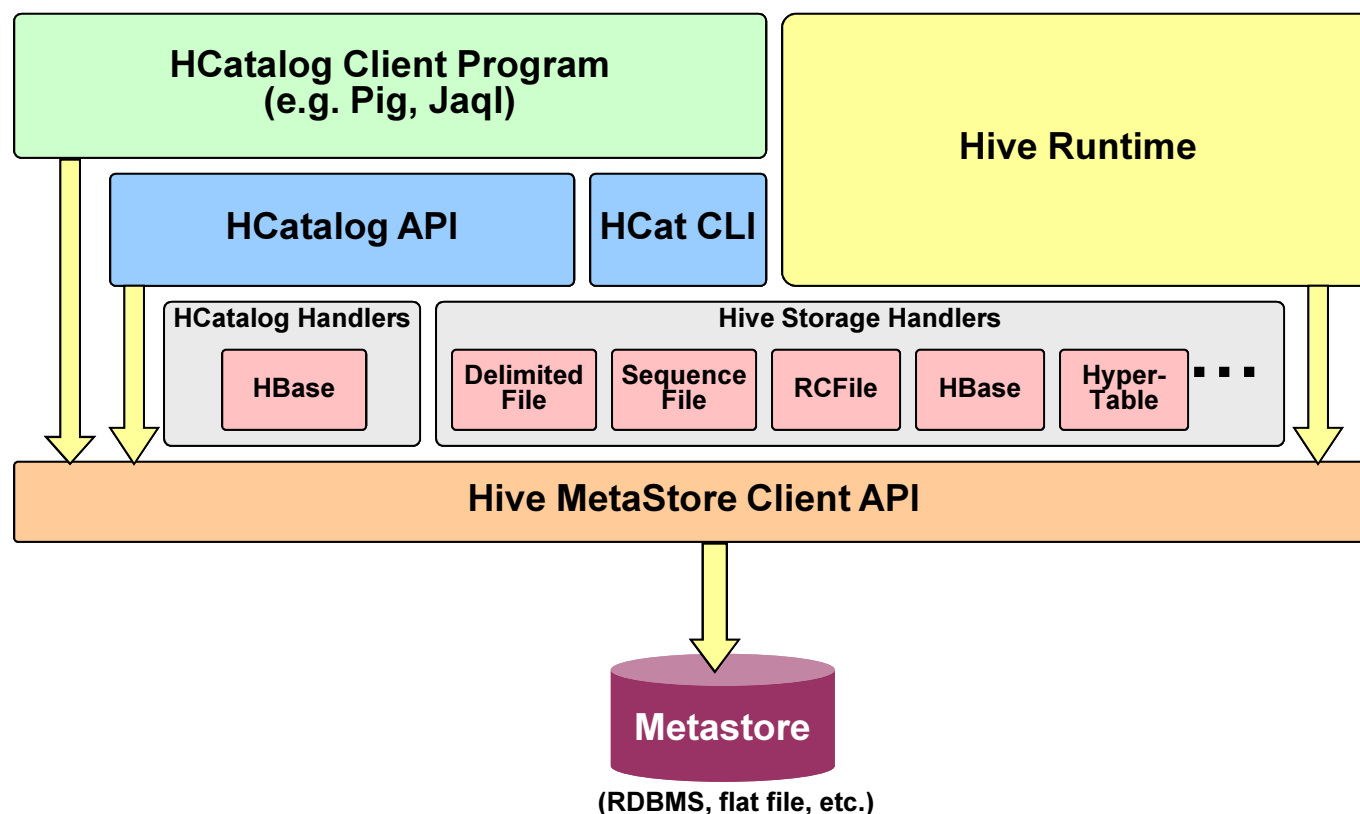 HCatalog Client Program
(e.g. Pig, Jaql)
Hive Runtime
HCatalog API
HCat CLI
HCatalog Handlers
HBase
Hive Storage Handlers
Delimited
File
Sequence
File
RCFile
HBase
Hyper-
Table
...
Hive MetaStore Client API
Metastore
(RDBMS, flat file, etc.)